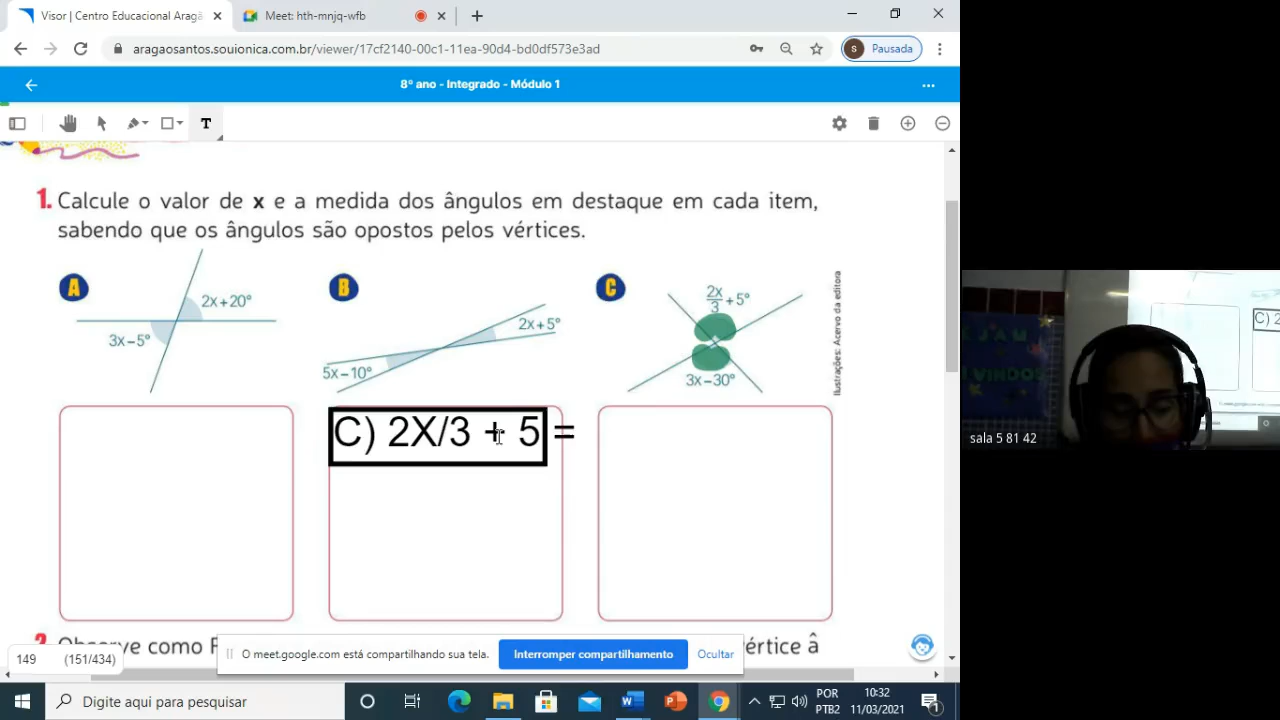 Visor | Centro Educacional Aragã
Meet: hth-mnjq-wfb
aragaosantos.souionica.com.br/viewer/17cf2140-00c1-11ea-90d4-bd0df573e3ad
S Pausada
8º ano - Integrado - Módulo 1
T
1. Calcule o valor de x e a medida dos ângulos em destaque em cada item,
sabendo que os ângulos são opostos pelos vértices.
A
2x+20°
3x-5°
B
2x+5°
5x-10°
C
2x/3 +5°
3x-30°
Ilustrações: Acervo da editora
C) 2X/3 + 5 =
2. Observe como F
értice â
149 (151/434)
O meet.google.com está compartilhando sua tela.
Interromper compartilhamento
Ocultar
Digite aqui para pesquisar
POR
PTB2
10:32
11/03/2021
1
C) 2
sala 5 81 42